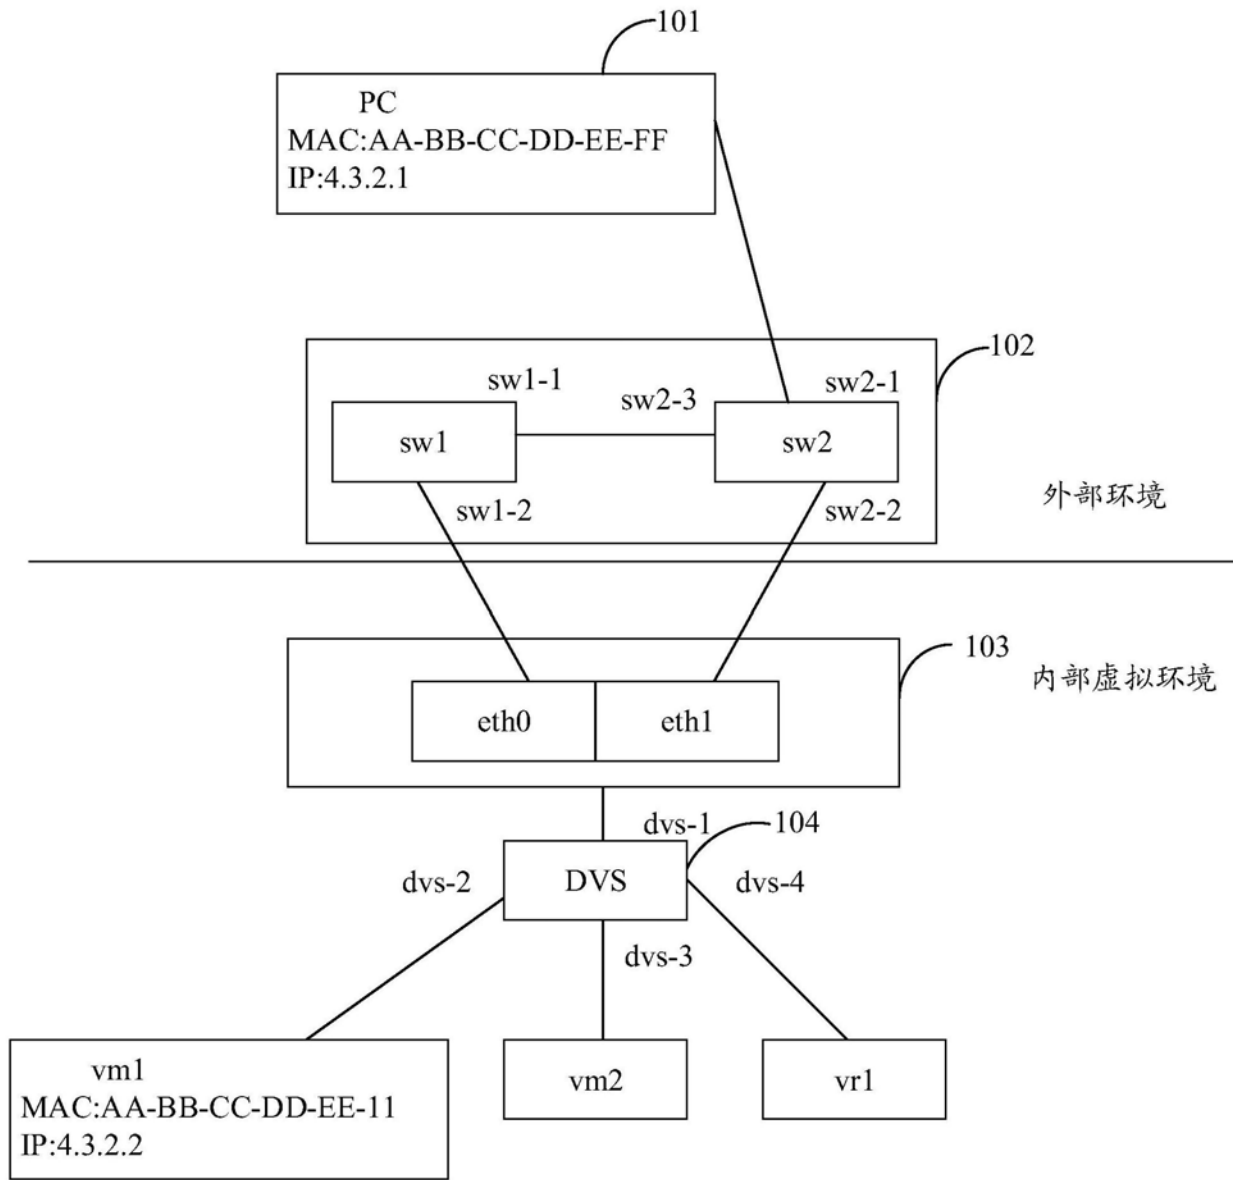 101
PC
MAC:AA-BB-CC-DD-EE-FF
IP:4.3.2.1
102
sw1-1
sw2-3
sw2-1
sw1
sw2
sw1-2
sw2-2
外部环境
103
内部虚拟环境
eth0
eth1
dvs-1
104
dvs-2
DVS
dvs-4
dvs-3
vm1
MAC:AA-BB-CC-DD-EE-11
IP:4.3.2.2
vm2
vr1